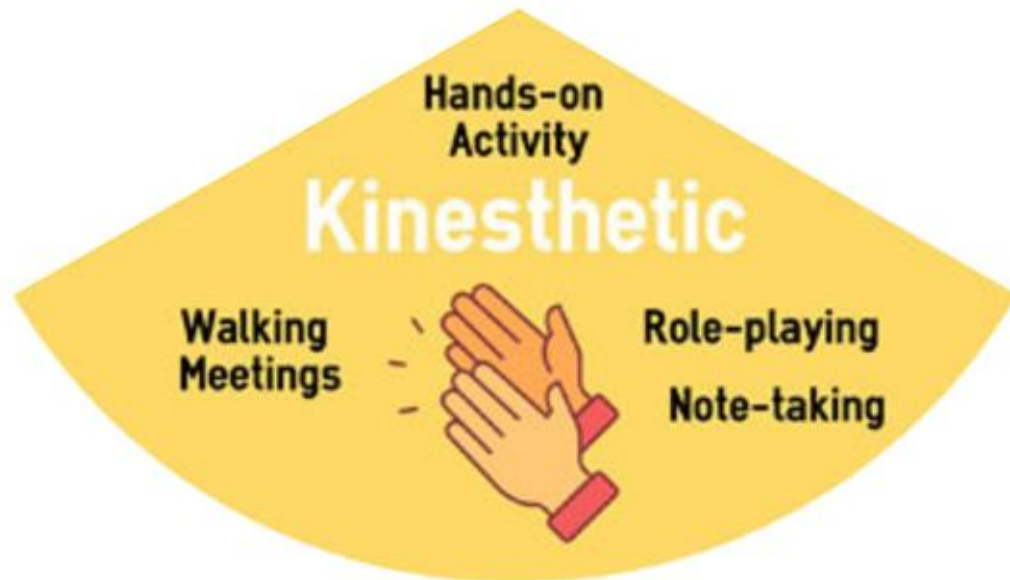 Hands-on
Activity
Kinesthetic
Walking
Meetings
Role-playing
Note-taking